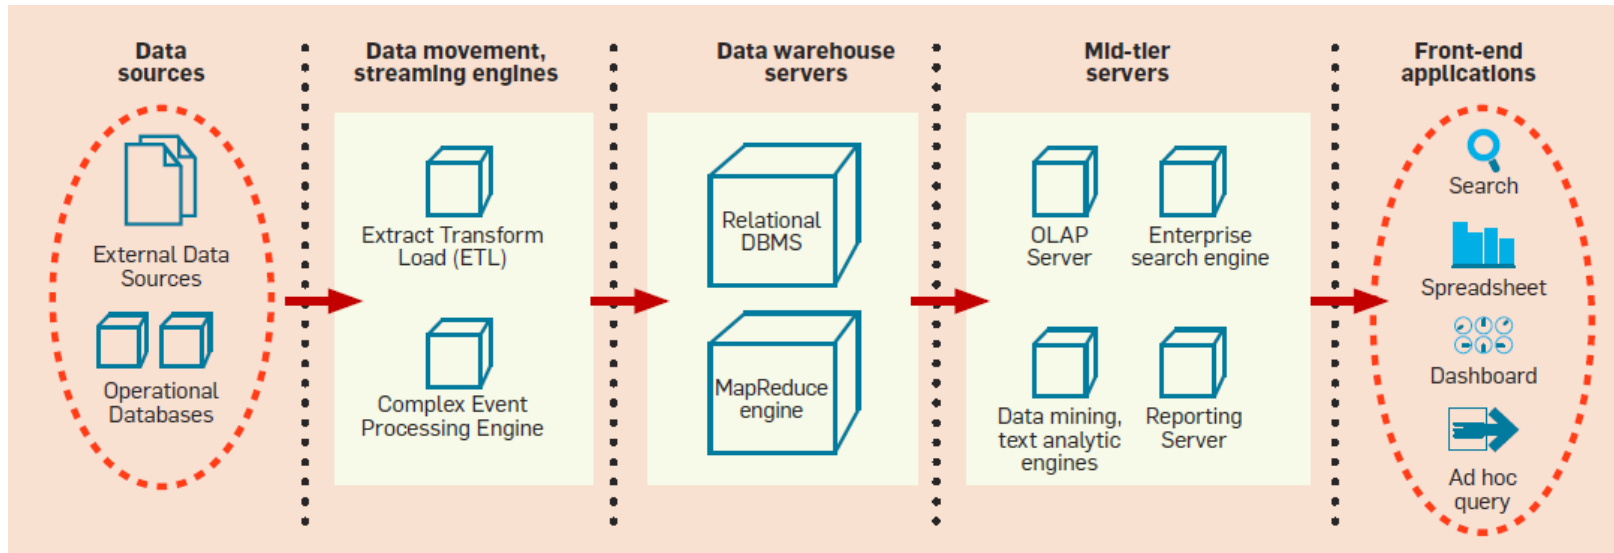 Data
sources
External Data
Sources
Operational
Databases
Data movement,
streaming engines
Extract Transform
Load (ETL)
Complex Event
Processing Engine
Data warehouse
servers
Relational
DBMS
MapReduce
engine
Mid-tier
servers
OLAP
Server
Enterprise
search engine
Data mining,
text analytic
engines
Reporting
Server
Front-end
applications
Search
Spreadsheet
Dashboard
Ad hoc
query